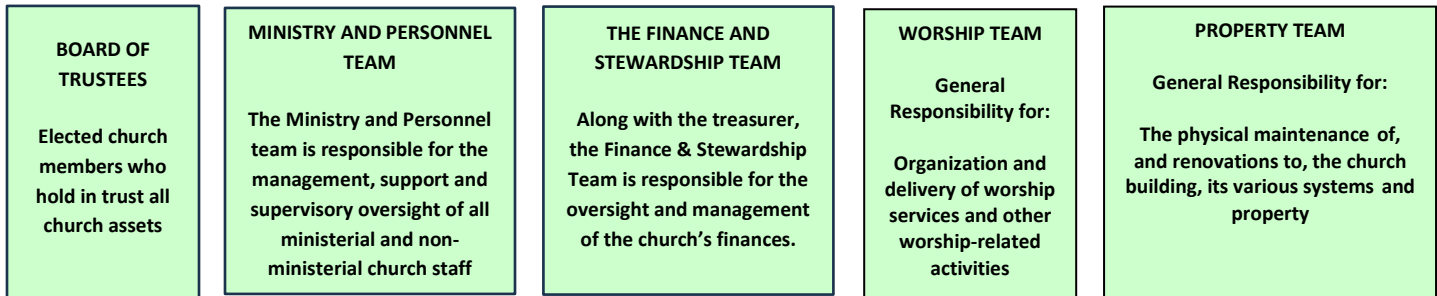 BOARD OF
TRUSTEES
Elected church
members who
hold in trust all
church assets
MINISTRY AND PERSONNEL
TEAM
The Ministry and Personnel
team is responsible for the
management, support and
supervisory oversight of all
ministerial and non-
ministerial church staff
THE FINANCE AND
STEWARDSHIP TEAM
Along with the treasurer,
the Finance & Stewardship
Team is responsible for the
oversight and management
of the church’s finances.
WORSHIP TEAM
General
Responsibility for:
Organization and
delivery of worship
services and other
worship-related
activities
PROPERTY TEAM
General Responsibility for:
The physical maintenance of,
and renovations to, the church
building, its various systems and
property